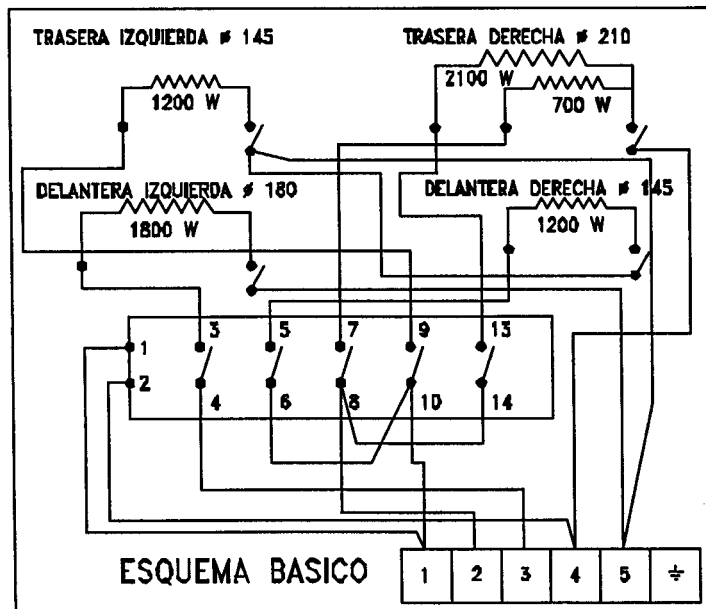 TRASERA IZQUIERDA ø 145
TRASERA DERECHA ø 210
1200 W
2100 W
700 W
DELANTERA IZQUIERDA ø 180
DELANTERA DERECHA ø 145
1800 W
1200 W
3 5 7 9 13
1
2
4 6 8 10 14
ESQUEMA BASICO
1 2 3 4 5